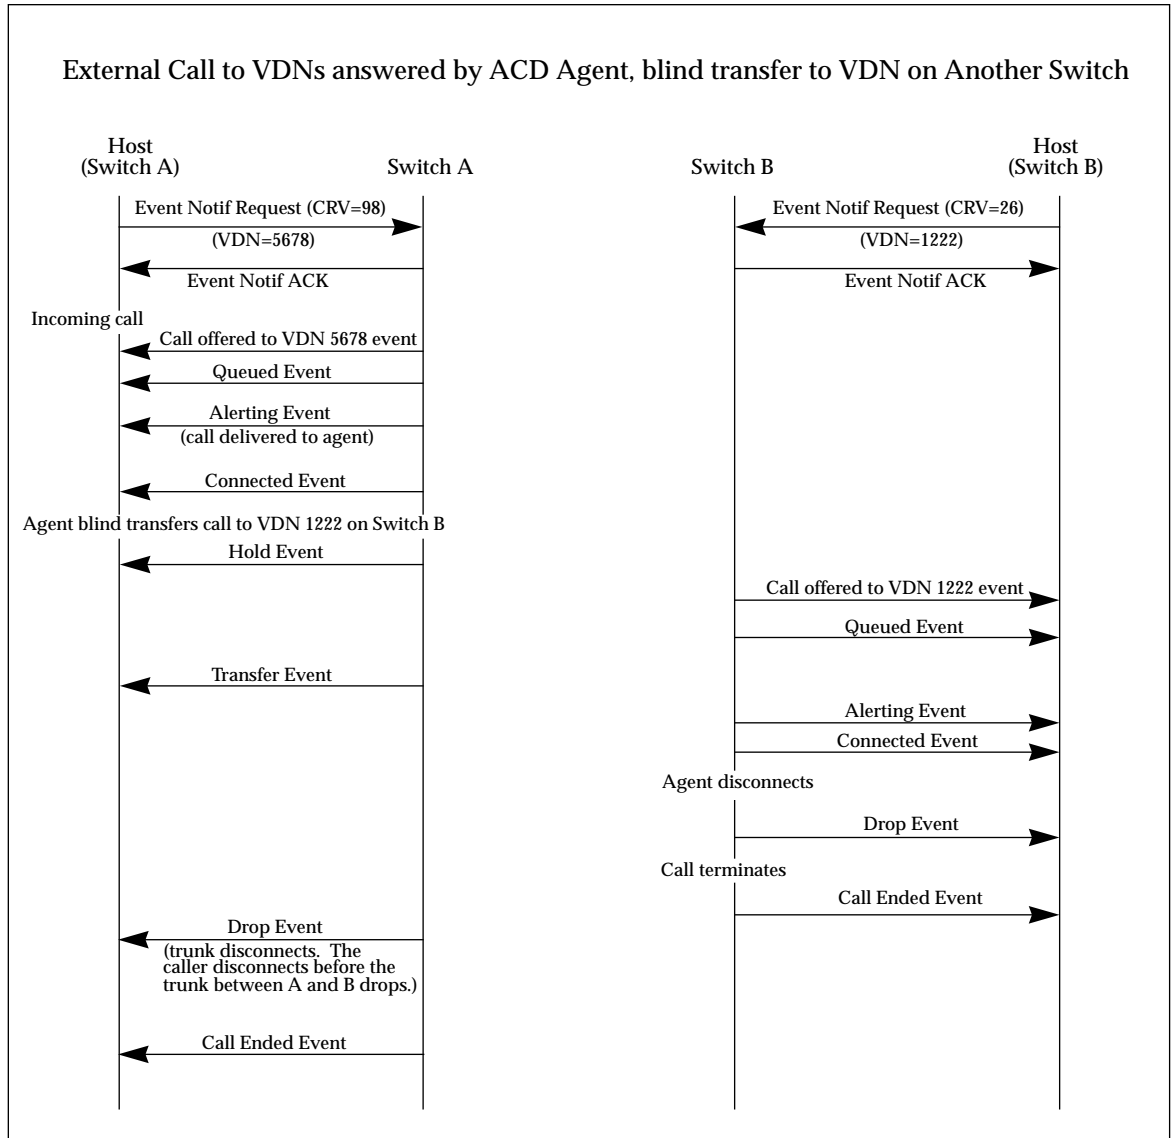 External Call to VDNs answered by ACD Agent, blind transfer to VDN on Another Switch
Host
(Switch A)
Switch A
Switch B
Host
(Switch B)
Event Notif Request (CRV=98)
(VDN=5678)
Event Notif Request (CRV=26)
(VDN=1222)
Event Notif ACK
Event Notif ACK
Incoming call
Call offered to VDN 5678 event
Queued Event
Alerting Event
(call delivered to agent)
Connected Event
Agent blind transfers call to VDN 1222 on Switch B
Hold Event
Call offered to VDN 1222 event
Queued Event
Transfer Event
Alerting Event
Connected Event
Agent disconnects
Drop Event
Call terminates
Call Ended Event
Drop Event
(trunk disconnects. The
caller disconnects before the
trunk between A and B drops.)
Call Ended Event